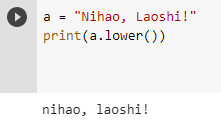 a = "Nihao, Laoshi!"
print(a.lower())
nihao, laoshi!